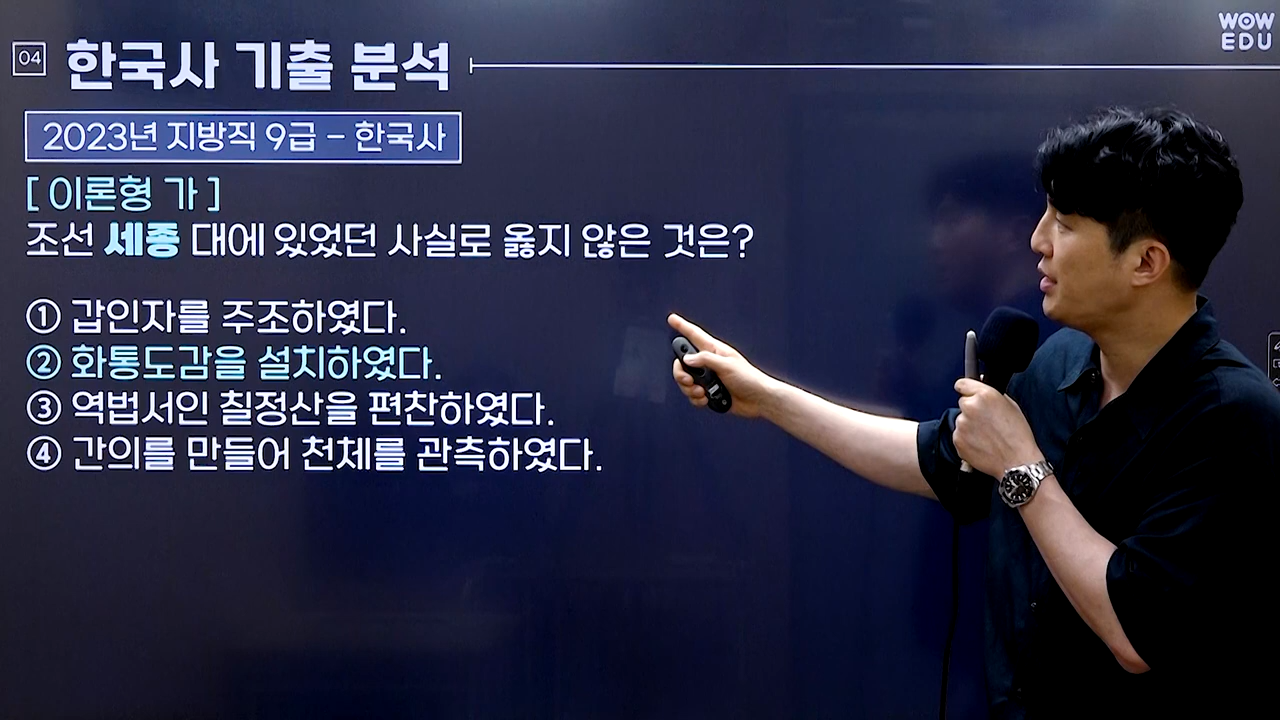 WOW
EDU
04 한국사 기출 분석
2023년 지방직 9급 - 한국사
[ 이론형 가 ]
조선 세종 대에 있었던 사실로 옳지 않은 것은?
① 갑인자를 주조하였다.
② 화통도감을 설치하였다.
③ 역법서인 칠정산을 편찬하였다.
④ 간의를 만들어 천체를 관측하였다.